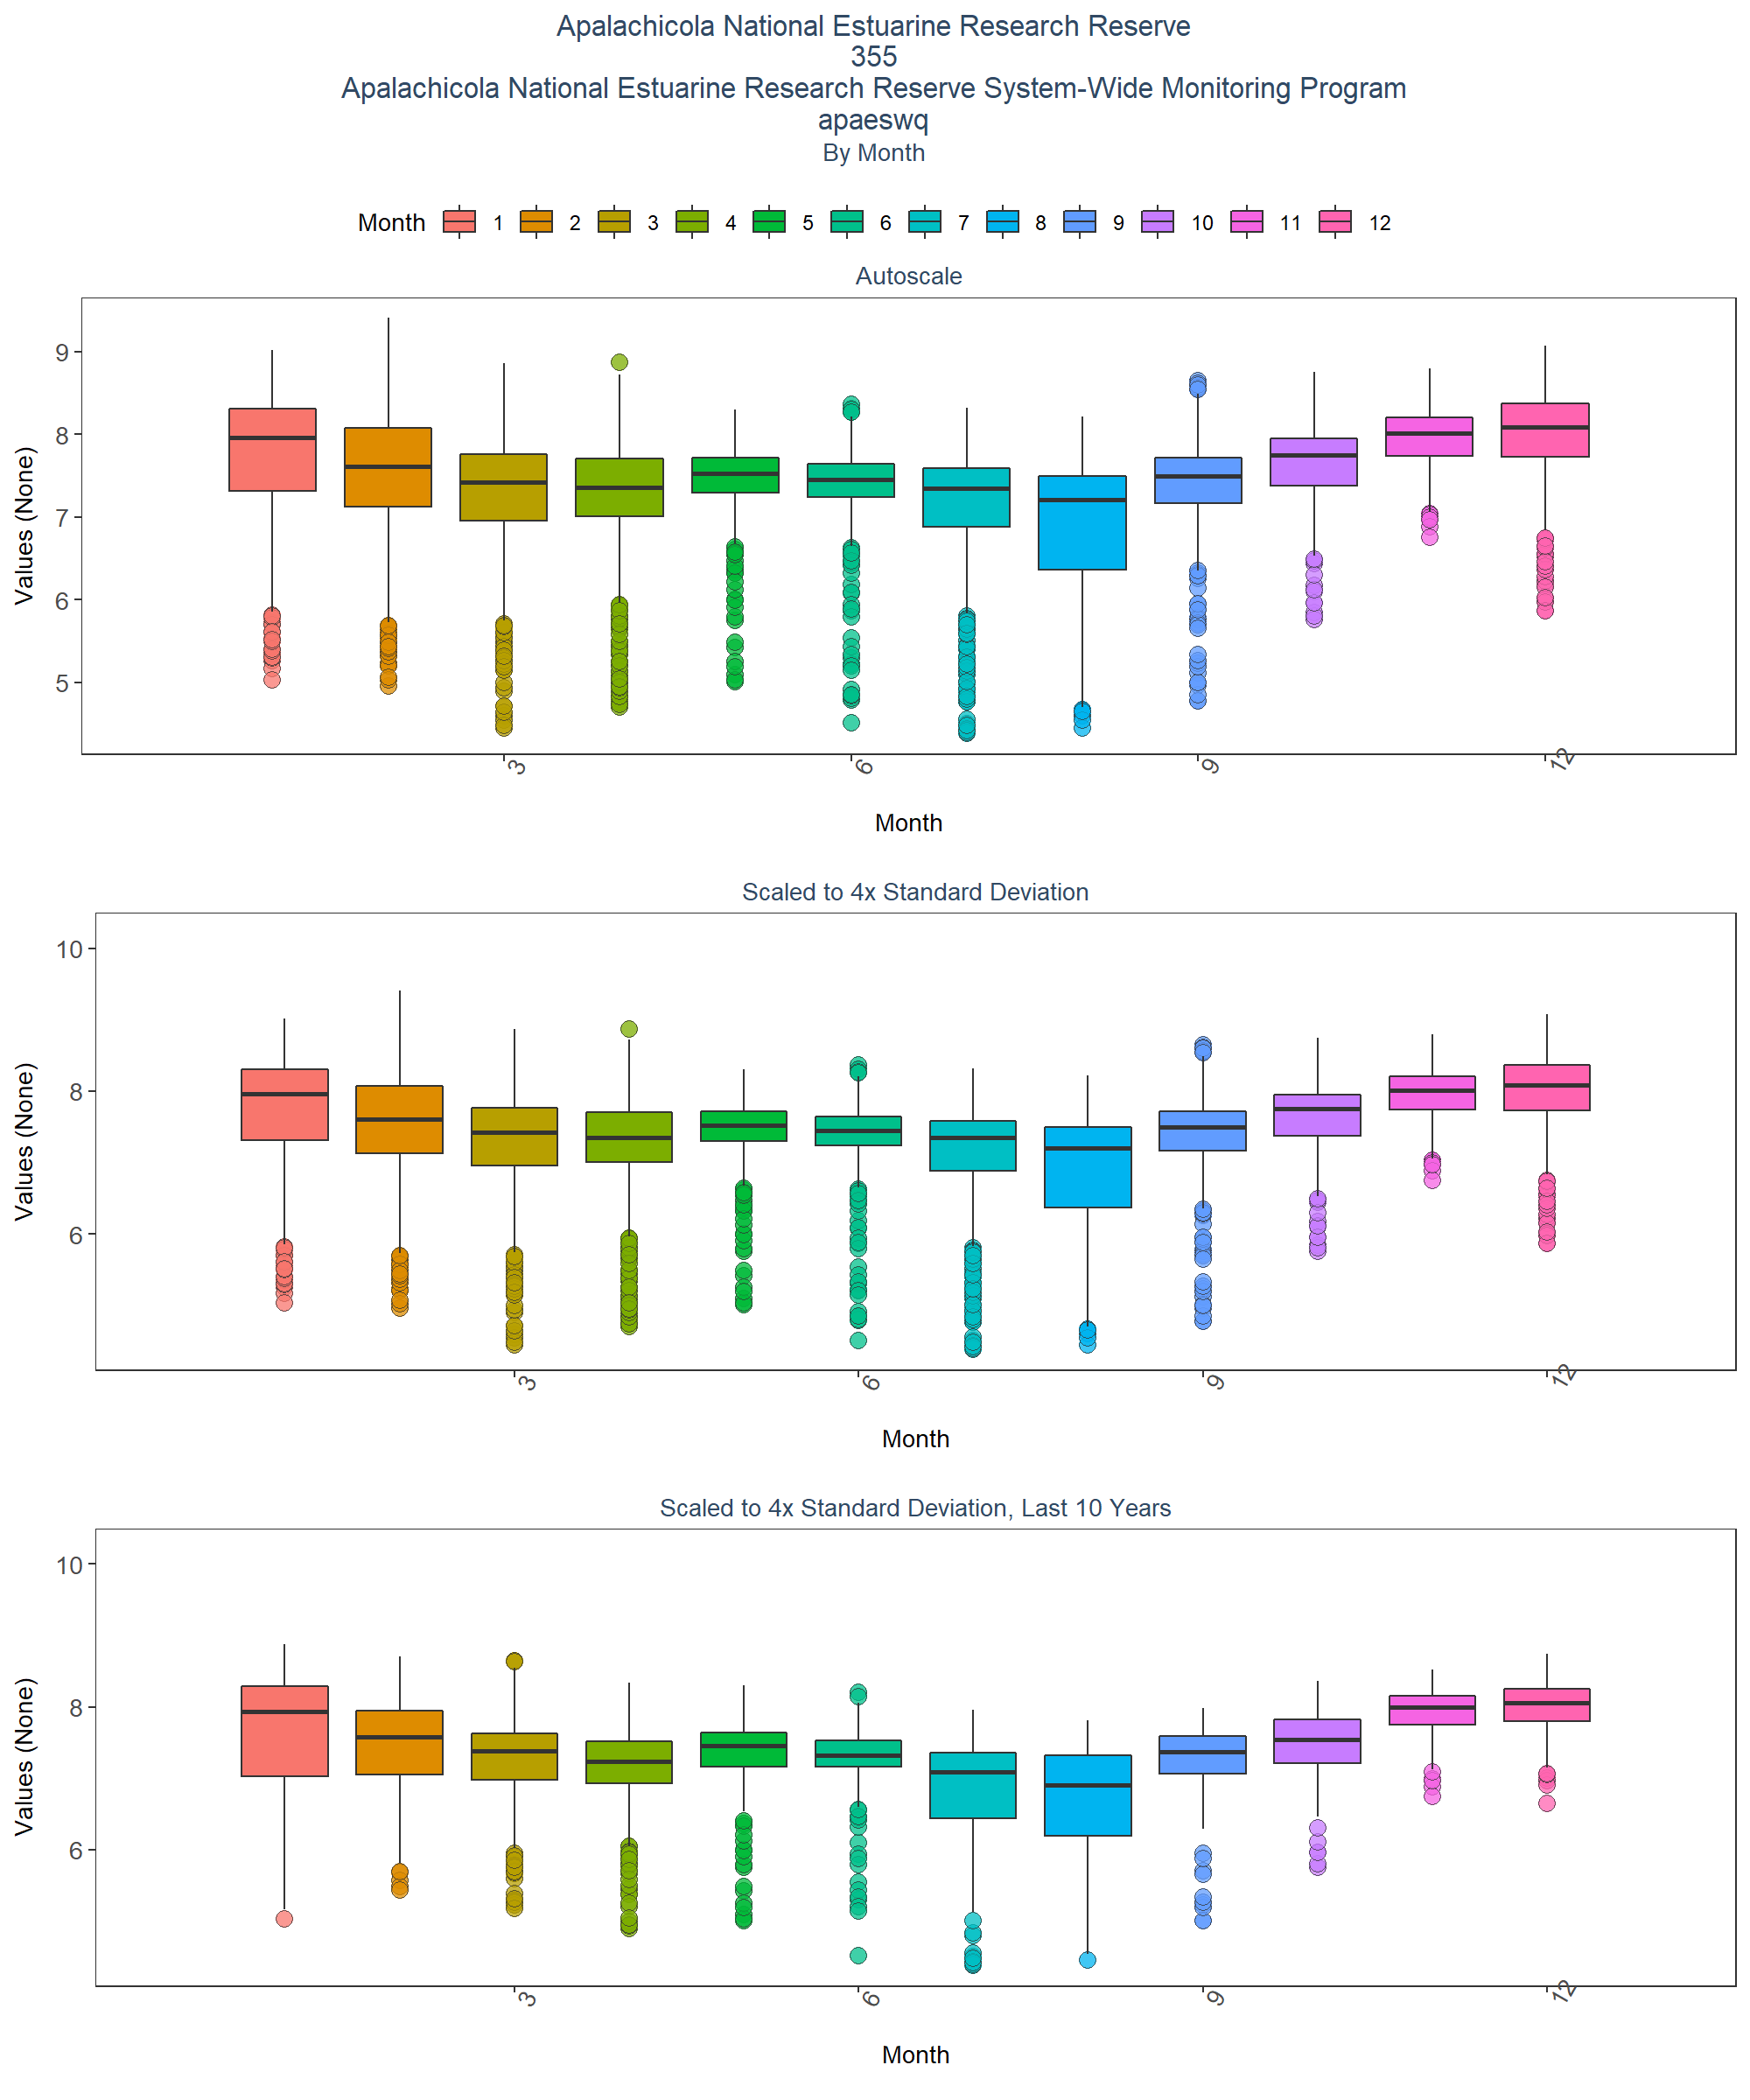 Apalachicola National Estuarine Research Reserve
355
Apalachicola National Estuarine Research Reserve System-Wide Monitoring Program
apaeswq
By Month
Month 1 2 3 4 5 6 7 8 9 10 11 12
Autoscale
Values (None)
9
8
7
6
5
3 6 9 12
Month
Scaled to 4x Standard Deviation
Values (None)
10
8
6
3 6 9 12
Month
Scaled to 4x Standard Deviation, Last 10 Years
Values (None)
10
8
6
3 6 9 12
Month